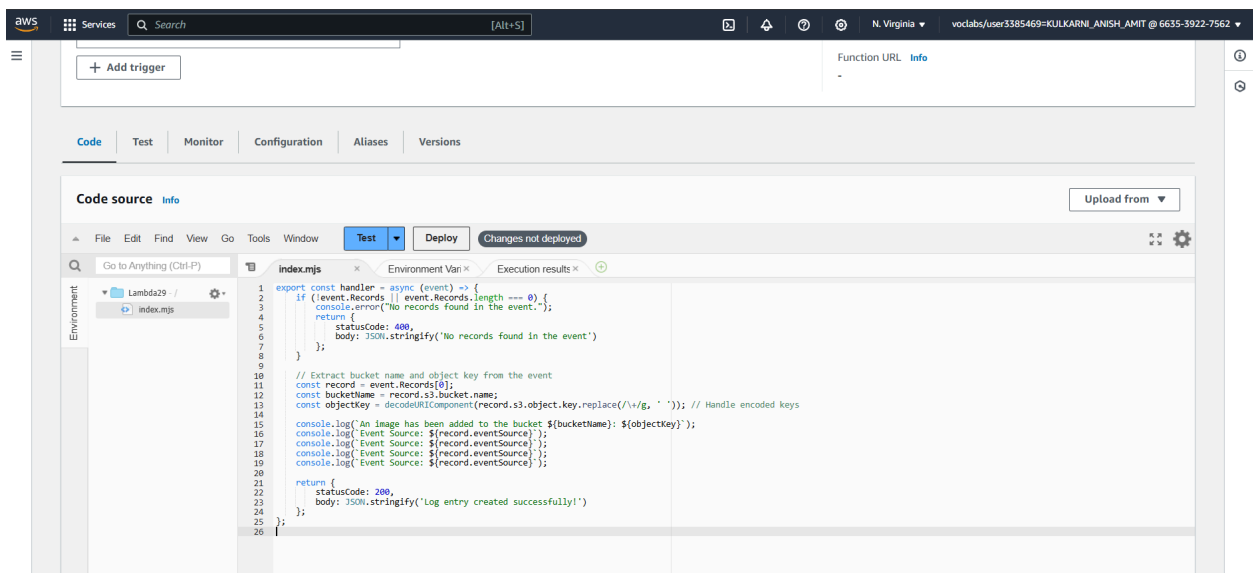 aws Services Search [Alt+S] N. Virginia voclabs/user3385469=KULKARNI_ANISH_AMIT @ 6635-3922-7562
+ Add trigger
Function URL Info
-
Code Test Monitor Configuration Aliases Versions
Code source Info
Upload from
File Edit Find View Go Tools Window Test Deploy Changes not deployed
Go to Anything (Ctrl-P) index.mjs Environment Vari Execution results
Environment
Lambda29 - /
index.mjs
1 export const handler = async (event) => {
2 if (!event.Records || event.Records.length === 0) {
3 console.error("No records found in the event.");
4 return {
5 statusCode: 400,
6 body: JSON.stringify('No records found in the event')
7 };
8 }
9
10 // Extract bucket name and object key from the event
11 const record = event.Records[0];
12 const bucketName = record.s3.bucket.name;
13 const objectKey = decodeURIComponent(record.s3.object.key.replace(/\+/g, ' ')); // Handle encoded keys
14
15 console.log(`An image has been added to the bucket ${bucketName}: ${objectKey}`);
16 console.log(`Event Source: ${record.eventSource}`);
17 console.log(`Event Source: ${record.eventSource}`);
18 console.log(`Event Source: ${record.eventSource}`);
19 console.log(`Event Source: ${record.eventSource}`);
20
21 return {
22 statusCode: 200,
23 body: JSON.stringify('Log entry created successfully!')
24 };
25 };
26